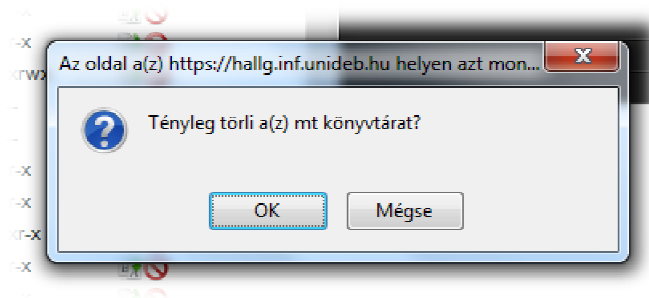 -x
Az oldal a(z) https://hallg.inf.unideb.hu helyen azt mon...
Tényleg törli a(z) mt könyvtárat?
OK
Mégse
-x
-x
r-x
-x